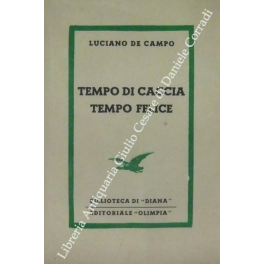 LUCIANO DE CAMPO
TEMPO DI CACCIA
TEMPO FELICE
BIBLIOTECA DI "DIANA"
EDITORIALE "OLIMPIA"
Libreria Antiquaria Giulio Cesare di Daniele Corradi